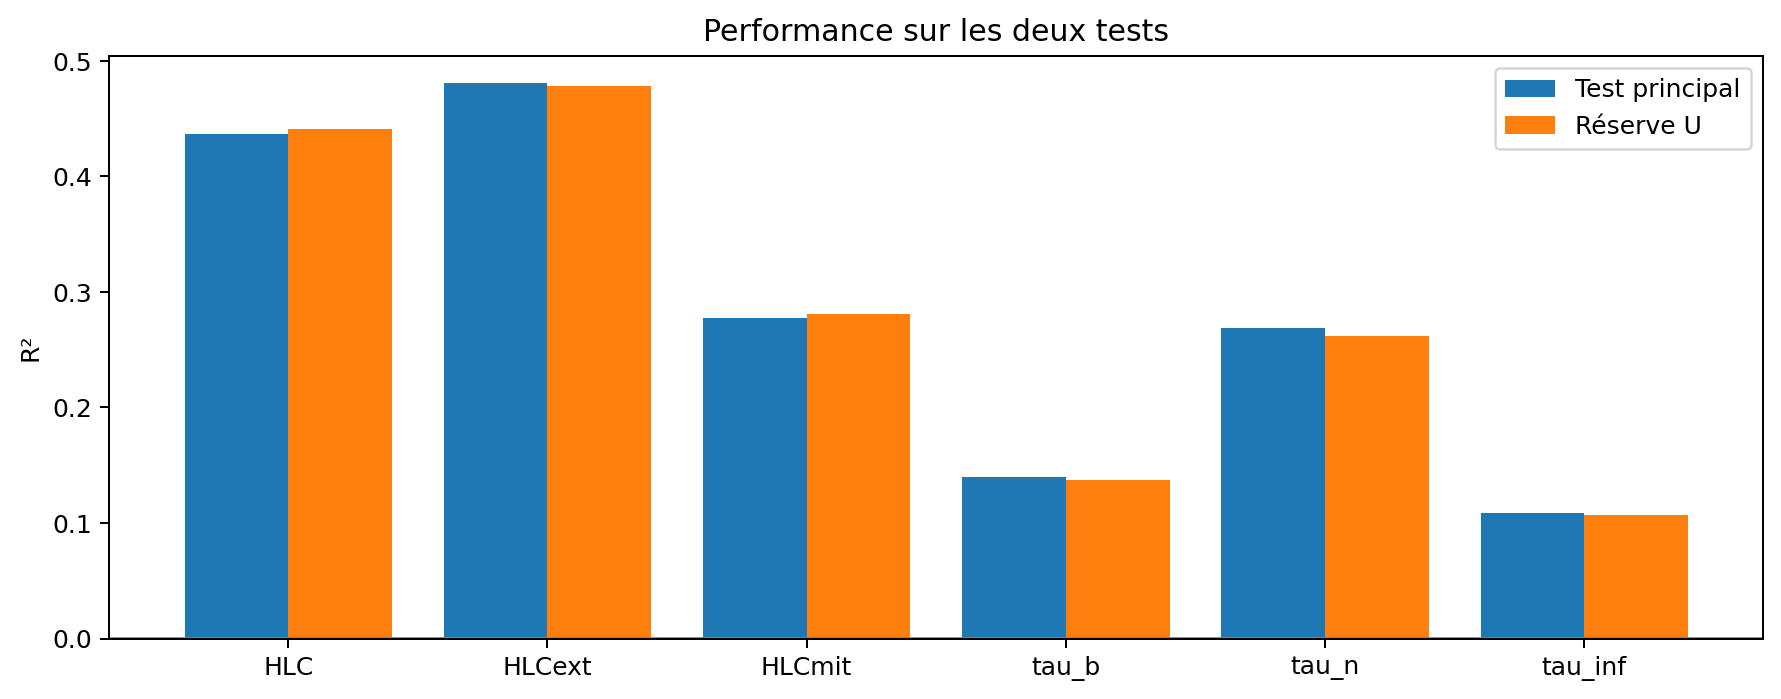 Performance sur les deux tests
Test principal
Réserve U
R²
0.5
0.4
0.3
0.2
0.1
0.0
HLC
HLCext
HLCmit
tau_b
tau_n
tau_inf